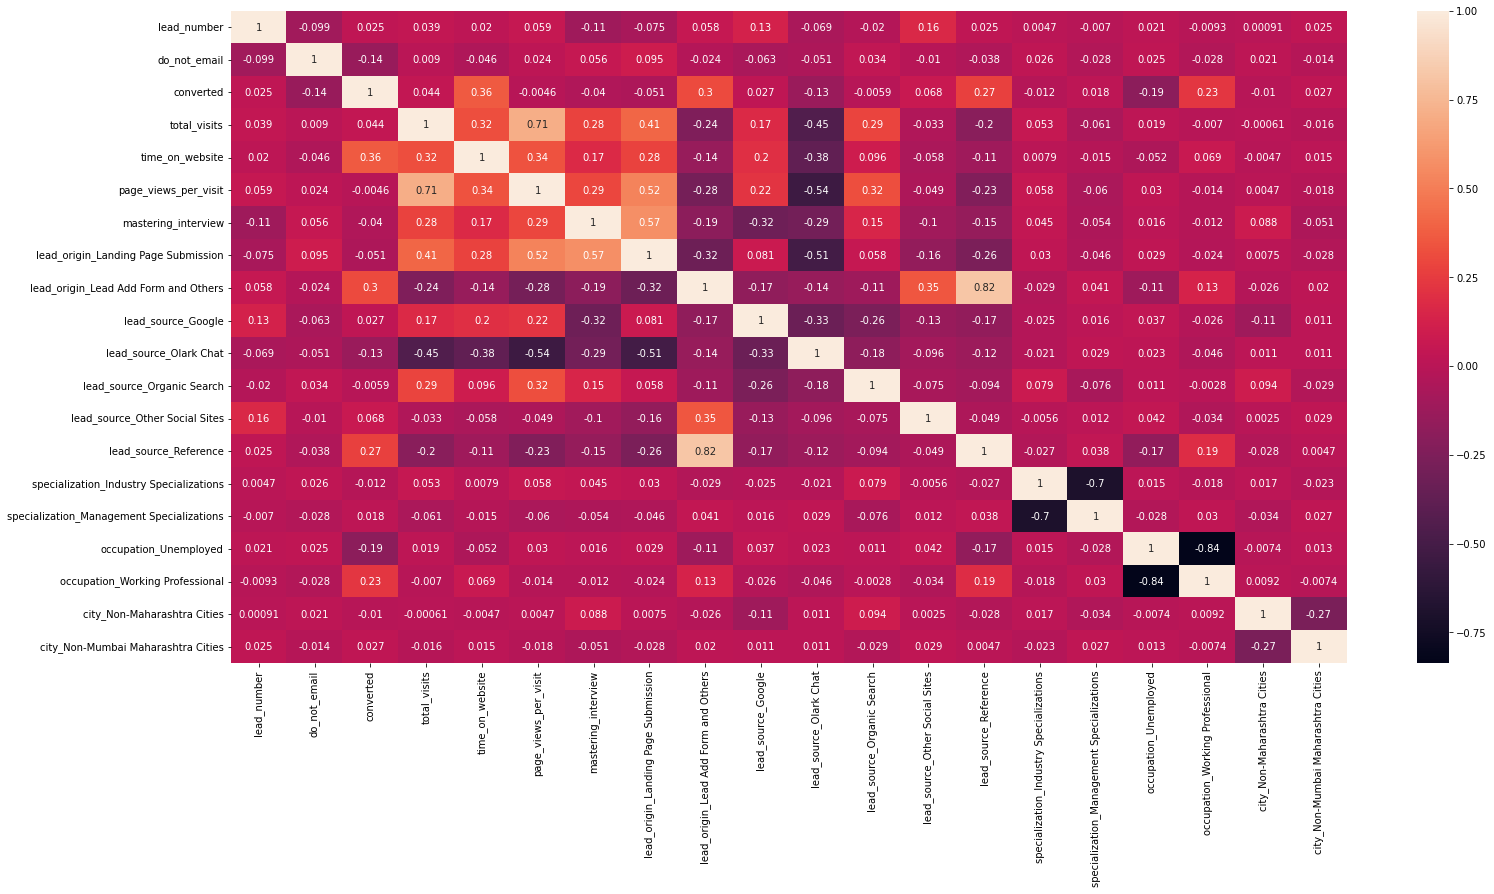 lead_number 1 -0.099 0.025 0.039 0.02 0.059 -0.11 -0.075 0.058 0.13 -0.069 -0.02 0.16 0.025 0.0047 -0.007 0.021 -0.0093 0.00091 0.025
do_not_email -0.099 1 -0.14 0.009 -0.046 0.024 0.056 0.095 -0.024 -0.063 -0.051 0.034 -0.01 -0.038 0.026 -0.028 0.025 -0.028 0.021 -0.014
converted 0.025 -0.14 1 0.044 0.36 -0.0046 -0.04 -0.051 0.3 0.027 -0.13 -0.0059 0.068 0.27 -0.012 0.018 -0.19 0.23 -0.01 0.027
total_visits 0.039 0.009 0.044 1 0.32 0.71 0.28 0.41 -0.24 0.17 -0.45 0.29 -0.033 -0.2 0.053 -0.061 0.019 -0.007 -0.00061 -0.016
time_on_website 0.02 -0.046 0.36 0.32 1 0.34 0.17 0.28 -0.14 0.2 -0.38 0.096 -0.058 -0.11 0.0079 -0.015 -0.052 0.069 -0.0047 0.015
page_views_per_visit 0.059 0.024 -0.0046 0.71 0.34 1 0.29 0.52 -0.28 0.22 -0.54 0.32 -0.049 -0.23 0.058 -0.06 0.03 -0.014 0.0047 -0.018
mastering_interview -0.11 0.056 -0.04 0.28 0.17 0.29 1 0.57 -0.19 -0.32 -0.29 0.15 -0.1 -0.15 0.045 -0.054 0.016 -0.012 0.088 -0.051
lead_origin_Landing Page Submission -0.075 0.095 -0.051 0.41 0.28 0.52 0.57 1 -0.32 0.081 -0.51 0.058 -0.16 -0.26 0.03 -0.046 0.029 -0.024 0.0075 -0.028
lead_origin_Lead Add Form and Others 0.058 -0.024 0.3 -0.24 -0.14 -0.28 -0.19 -0.32 1 -0.17 -0.14 -0.11 0.35 0.82 -0.029 0.041 -0.11 0.13 -0.026 0.02
lead_source_Google 0.13 -0.063 0.027 0.17 0.2 0.22 -0.32 0.081 -0.17 1 -0.33 -0.26 -0.13 -0.17 -0.025 0.016 0.037 -0.026 -0.11 0.011
lead_source_Olark Chat -0.069 -0.051 -0.13 -0.45 -0.38 -0.54 -0.29 -0.51 -0.14 -0.33 1 -0.18 -0.096 -0.12 -0.021 0.029 0.023 -0.046 0.011 0.011
lead_source_Organic Search -0.02 0.034 -0.0059 0.29 0.096 0.32 0.15 0.058 -0.11 -0.26 -0.18 1 -0.075 -0.094 0.079 -0.076 0.011 -0.0028 0.094 -0.029
lead_source_Other Social Sites 0.16 -0.01 0.068 -0.033 -0.058 -0.049 -0.1 -0.16 0.35 -0.13 -0.096 -0.075 1 -0.049 -0.0056 0.012 0.042 -0.034 0.0025 0.029
lead_source_Reference 0.025 -0.038 0.27 -0.2 -0.11 -0.23 -0.15 -0.26 0.82 -0.17 -0.12 -0.094 -0.049 1 -0.027 0.038 -0.17 0.19 -0.028 0.0047
specialization_Industry Specializations 0.0047 0.026 -0.012 0.053 0.0079 0.058 0.045 0.03 -0.029 -0.025 -0.021 0.079 -0.0056 -0.027 1 -0.7 0.015 -0.018 0.017 -0.023
specialization_Management Specializations -0.007 -0.028 0.018 -0.061 -0.015 -0.06 -0.054 -0.046 0.041 0.016 0.029 -0.076 0.012 0.038 -0.7 1 -0.028 0.03 -0.034 0.027
occupation_Unemployed 0.021 0.025 -0.19 0.019 -0.052 0.03 0.016 0.029 -0.11 0.037 0.023 0.011 0.042 -0.17 0.015 -0.028 1 -0.84 -0.0074 0.013
occupation_Working Professional -0.0093 -0.028 0.23 -0.007 0.069 -0.014 -0.012 -0.024 0.13 -0.026 -0.046 -0.0028 -0.034 0.19 -0.018 0.03 -0.84 1 0.0092 -0.0074
city_Non-Maharashtra Cities 0.00091 0.021 -0.01 -0.00061 -0.0047 0.0047 0.088 0.0075 -0.026 -0.11 0.011 0.094 0.0025 -0.028 0.017 -0.034 -0.0074 0.0092 1 -0.27
city_Non-Mumbai Maharashtra Cities 0.025 -0.014 0.027 -0.016 0.015 -0.018 -0.051 -0.028 0.02 0.011 0.011 -0.029 0.029 0.0047 -0.023 0.027 0.013 -0.0074 -0.27 1
lead_number
do_not_email
converted
total_visits
time_on_website
page_views_per_visit
mastering_interview
lead_origin_Landing Page Submission
lead_origin_Lead Add Form and Others
lead_source_Google
lead_source_Olark Chat
lead_source_Organic Search
lead_source_Other Social Sites
lead_source_Reference
specialization_Industry Specializations
specialization_Management Specializations
occupation_Unemployed
occupation_Working Professional
city_Non-Maharashtra Cities
city_Non-Mumbai Maharashtra Cities
1.00
0.75
0.50
0.25
0.00
−0.25
−0.50
−0.75